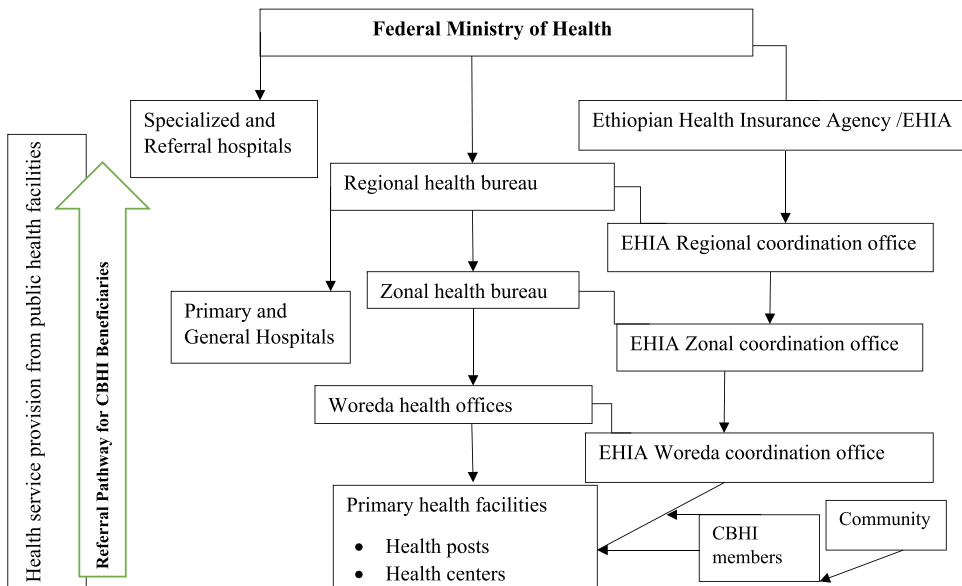 Federal Ministry of Health
Specialized and
Referral hospitals
Ethiopian Health Insurance Agency /EHIA
Regional health bureau
EHIA Regional coordination office
Zonal health bureau
Primary and
General Hospitals
EHIA Zonal coordination office
Woreda health offices
EHIA Woreda coordination office
Primary health facilities
• Health posts
• Health centers
CBHI
members
Community
Health service provision from public health facilities
Referral Pathway for CBHI Beneficiaries